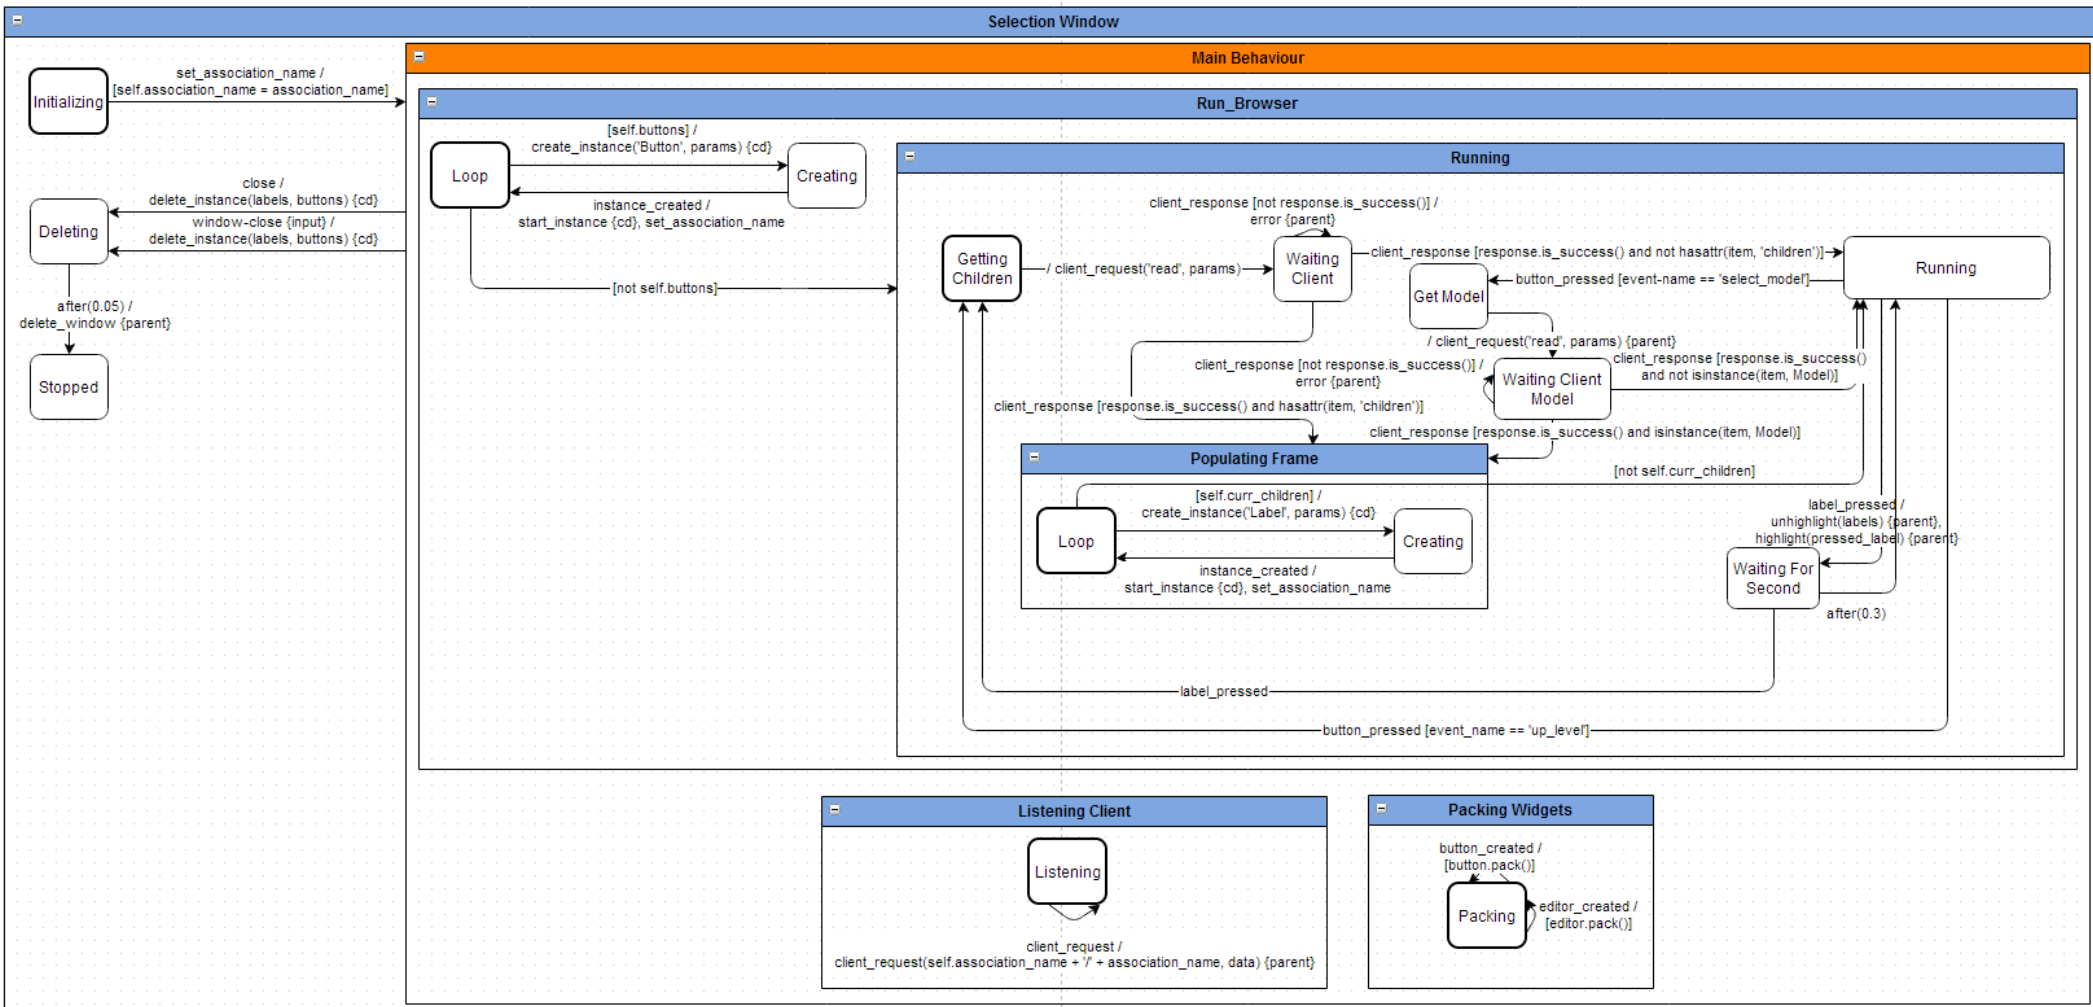 Selection Window
Main Behaviour
Initializing
set_association_name /
[self.association_name = association_name]
close /
delete_instance(labels, buttons) {cd}
window-close {input} /
delete_instance(labels, buttons) {cd}
Deleting
after(0.05) /
delete_window {parent}
Stopped
Run_Browser
Loop
[self.buttons] /
create_instance('Button', params) {cd}
Creating
instance_created /
start_instance {cd}, set_association_name
[not self.buttons]
Running
Getting
Children
/ client_request('read', params)
client_response [not response.is_success()] /
error {parent}
Waiting
Client
client_response [response.is_success() and not hasattr(item, 'children')]
Running
button_pressed [event-name == 'select_model']
Get Model
/ client_request('read', params) {parent}
client_response [not response.is_success()] /
error {parent}
Waiting Client
Model
client_response [response.is_success()
and not isinstance(item, Model)]
client_response [response.is_success() and hasattr(item, 'children')]
client_response [response.is_success() and isinstance(item, Model)]
Populating Frame
[not self.curr_children]
Loop
[self.curr_children] /
create_instance('Label', params) {cd}
Creating
instance_created /
start_instance {cd}, set_association_name
label_pressed /
unhighlight(labels) {parent},
highlight(pressed_label) {parent}
Waiting For
Second
after(0.3)
label_pressed
button_pressed [event_name == 'up_level']
Listening Client
Listening
client_request /
client_request(self.association_name + '/' + association_name, data) {parent}
Packing Widgets
button_created /
[button.pack()]
Packing
editor_created /
[editor.pack()]